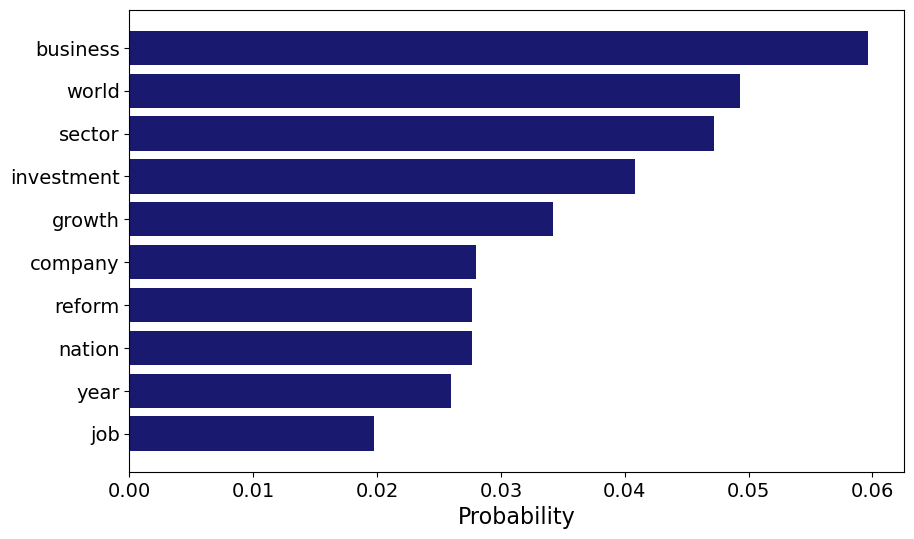 business
world
sector
investment
growth
company
reform
nation
year
job
0.00 0.01 0.02 0.03 0.04 0.05 0.06
Probability